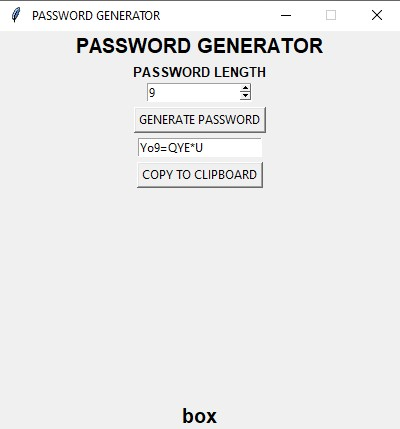 PASSWORD GENERATOR
PASSWORD GENERATOR
PASSWORD LENGTH
9
GENERATE PASSWORD
Yo9=QYE*U
COPY TO CLIPBOARD
box